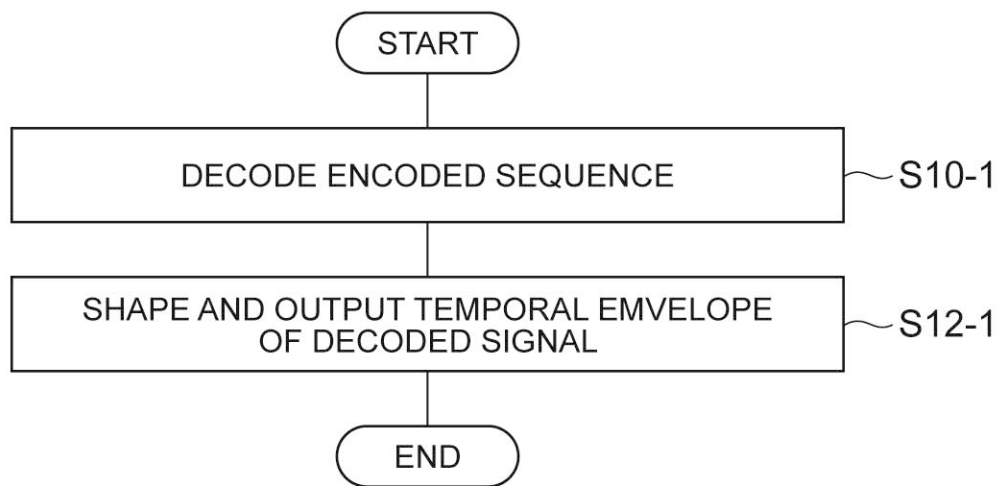 START
DECODE ENCODED SEQUENCE
S10-1
SHAPE AND OUTPUT TEMPORAL EMVELOPE
OF DECODED SIGNAL
S12-1
END